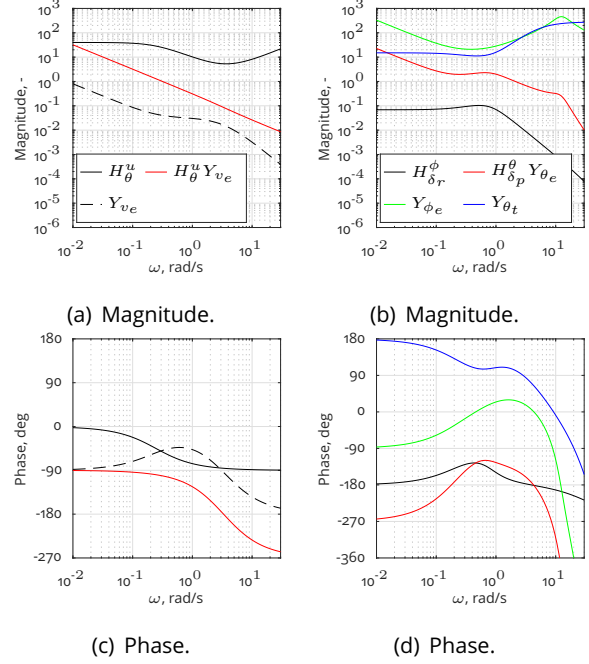 10³
10²
10¹
10⁰
10⁻¹
10⁻²
10⁻³
10⁻⁴
10⁻⁵
10⁻⁶
Magnitude, -
H^u_θ H^u_θ Y_{v_e}
Y_{v_e}
10⁻² 10⁻¹ 10⁰ 10¹
ω, rad/s
(a) Magnitude.
10³
10²
10¹
10⁰
10⁻¹
10⁻²
10⁻³
10⁻⁴
10⁻⁵
10⁻⁶
Magnitude, -
H^ϕ_{δ_r} H^θ_{δ_p} Y_{θ_e}
Y_{ϕ_e} Y_{θ_t}
10⁻² 10⁻¹ 10⁰ 10¹
ω, rad/s
(b) Magnitude.
180
90
0
-90
-180
-270
Phase, deg
10⁻² 10⁻¹ 10⁰ 10¹
ω, rad/s
(c) Phase.
180
90
0
-90
-180
-270
-360
Phase, deg
10⁻² 10⁻¹ 10⁰ 10¹
ω, rad/s
(d) Phase.